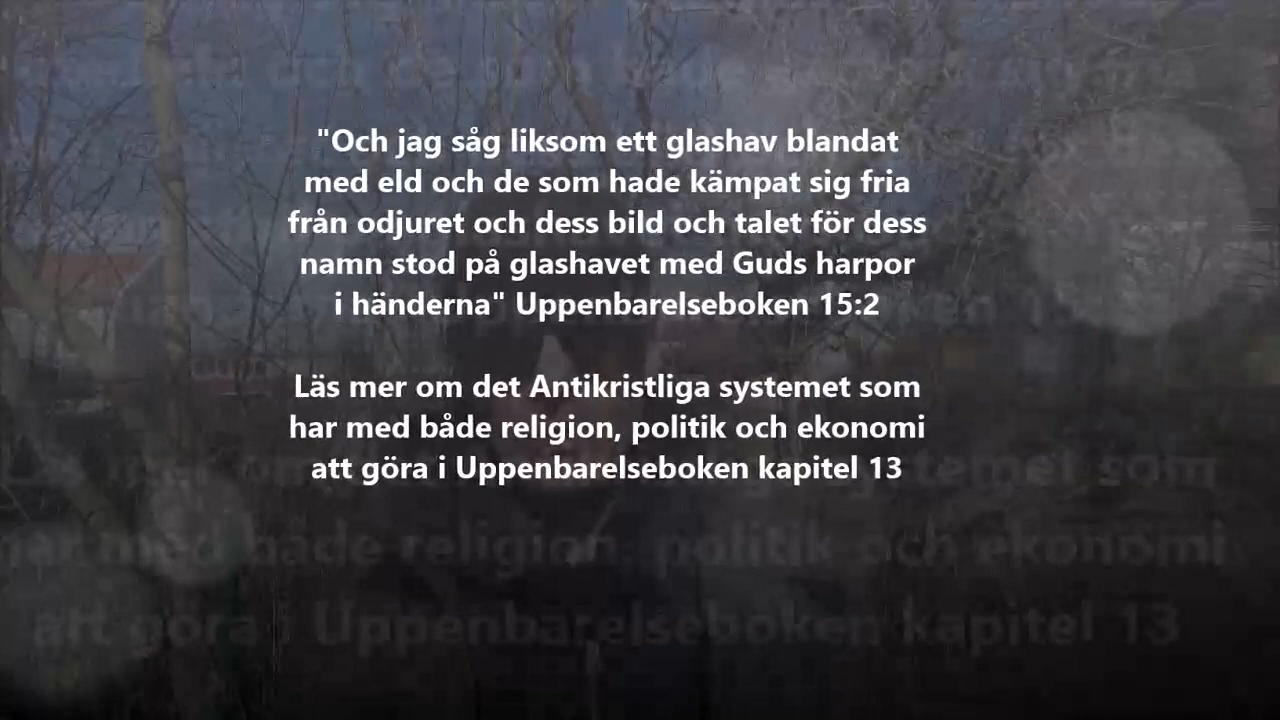 "Och jag såg liksom ett glashav blandat
med eld och de som hade kämpat sig fria
från odjuret och dess bild och talet för dess
namn stod på glashavet med Guds harpor
i händerna" Uppenbarelseboken 15:2
Läs mer om det Antikristliga systemet som
har med både religion, politik och ekonomi
att göra i Uppenbarelseboken kapitel 13